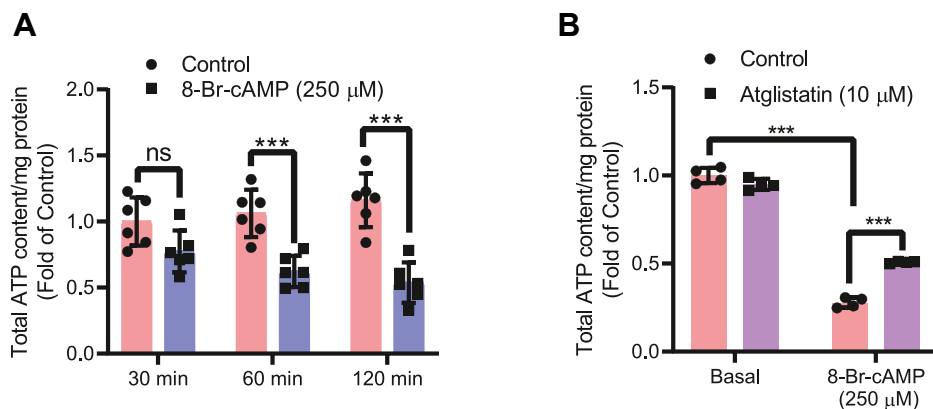 A
Control
8-Br-cAMP (250 μM)
Total ATP content/mg protein
(Fold of Control)
2.0
1.5
1.0
0.5
0.0
ns
***
***
30 min
60 min
120 min
B
Control
Atglistatin (10 μM)
Total ATP content/mg protein
(Fold of Control)
1.5
1.0
0.5
0.0
***
***
Basal
8-Br-cAMP
(250 μM)